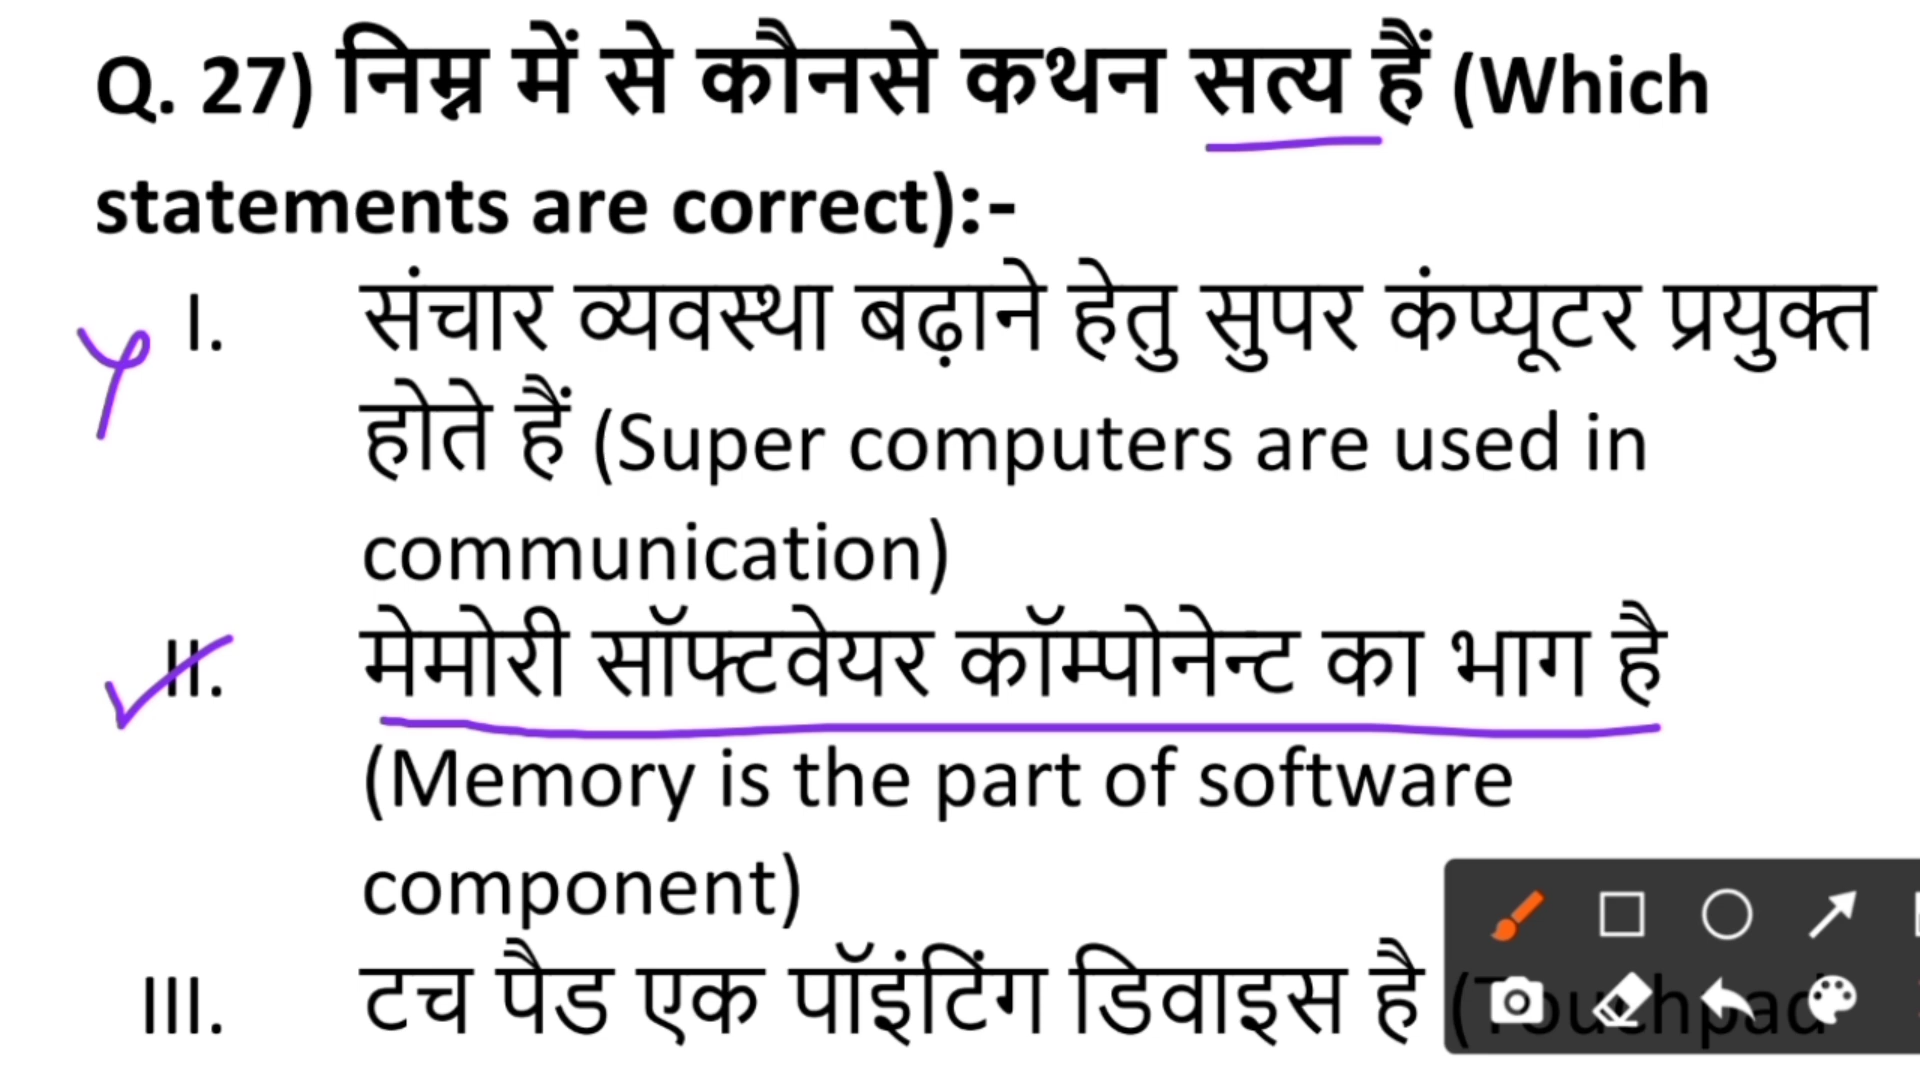 Q. 27) निम्न में से कौनसे कथन सत्य हैं (Which
statements are correct):-
I. संचार व्यवस्था बढ़ाने हेतु सुपर कंप्यूटर प्रयुक्त
होते हैं (Super computers are used in
communication)
II. मेमोरी सॉफ्टवेयर कॉम्पोनेन्ट का भाग है
(Memory is the part of software
component)
III. टच पैड एक पॉइंटिंग डिवाइस है (Touchpad